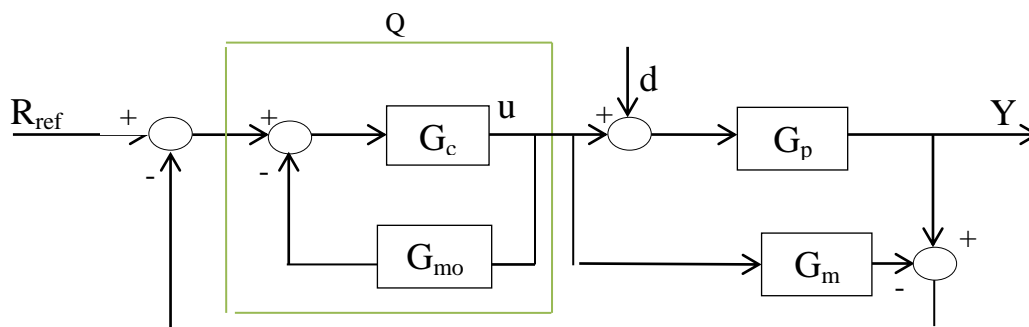 Q
R_ref
+
-
+
-
G_c
u
G_mo
+
d
G_p
Y
G_m
+
-